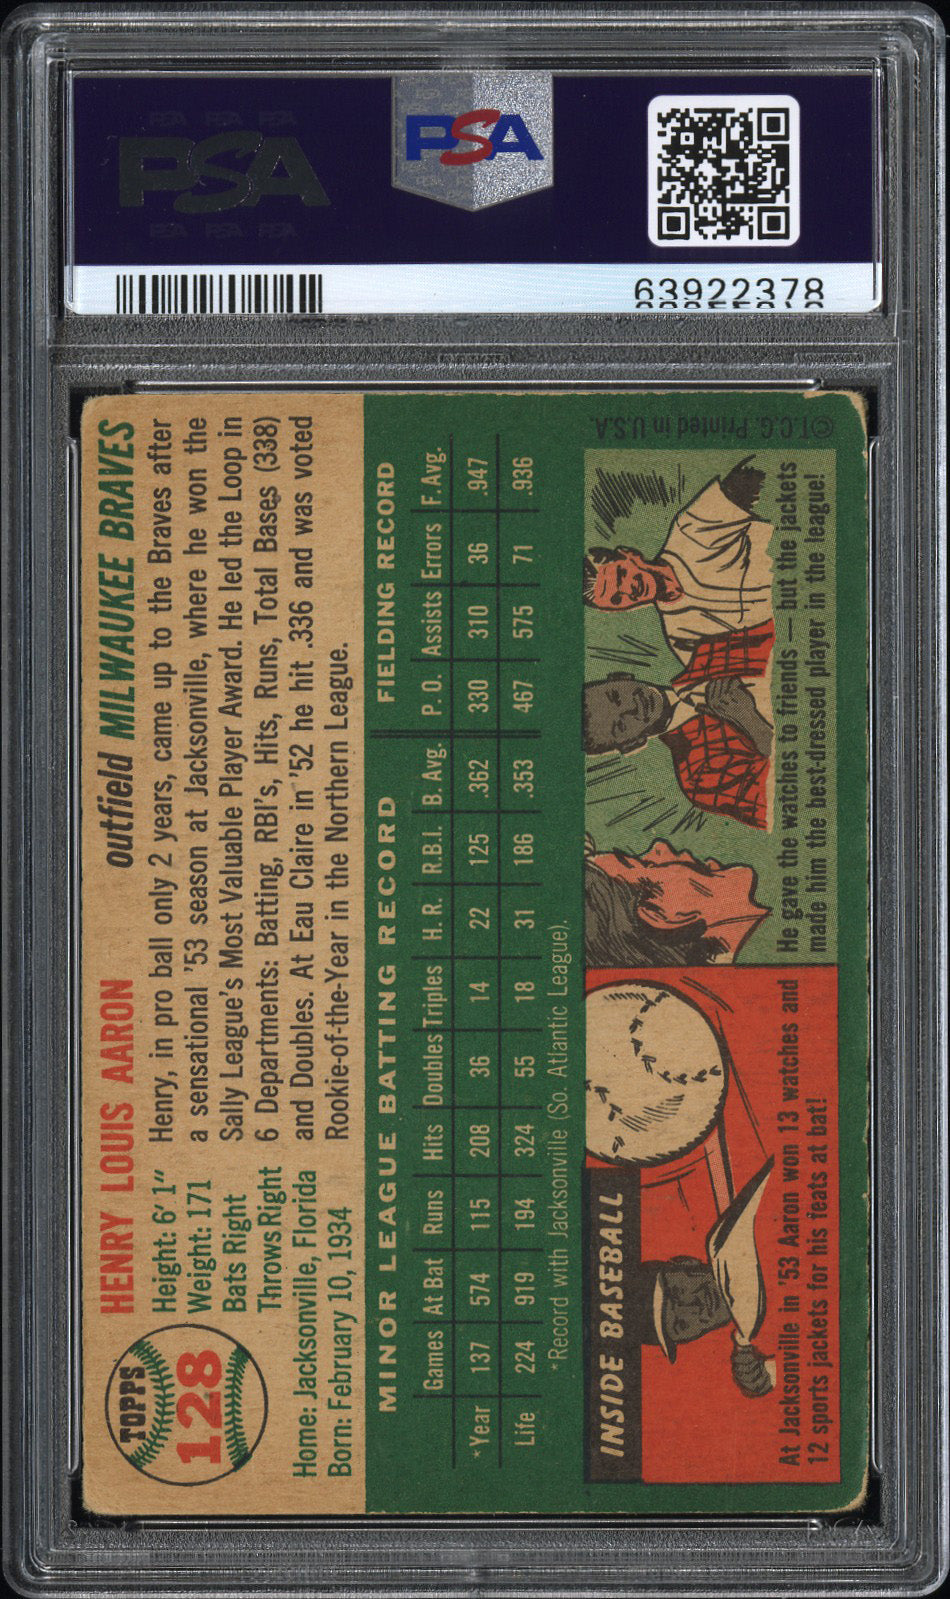 PSA
PSA
63922378
TOPPS
128
HENRY LOUIS AARON
outfield MILWAUKEE BRAVES
Height: 6' 1"
Weight: 171
Bats Right
Throws Right
Home: Jacksonville, Florida
Born: February 10, 1934
Henry, in pro ball only 2 years, came up to the Braves after
a sensational '53 season at Jacksonville, where he won the
Sally League's Most Valuable Player Award. He led the Loop in
6 Departments: Batting, RBI's, Hits, Runs, Total Bases (338)
and Doubles. At Eau Claire in '52 he hit .336 and was voted
Rookie-of-the-Year in the Northern League.
MINOR LEAGUE BATTING RECORD FIELDING RECORD
Games At Bat Runs Hits Doubles Triples H. R. R.B.I. B. Avg. P. O. Assists Errors F. Avg.
*Year 137 574 115 208 36 14 22 125 .362 330 310 36 .947
Life 224 919 194 324 55 18 31 186 .353 467 575 71 .936
*Record with Jacksonville (So. Atlantic League).
INSIDE BASEBALL
At Jacksonville in '53 Aaron won 13 watches and
12 sports jackets for his feats at bat!
He gave the watches to friends — but the jackets
made him the best-dressed player in the league!
©T.C.G. Printed in U.S.A.